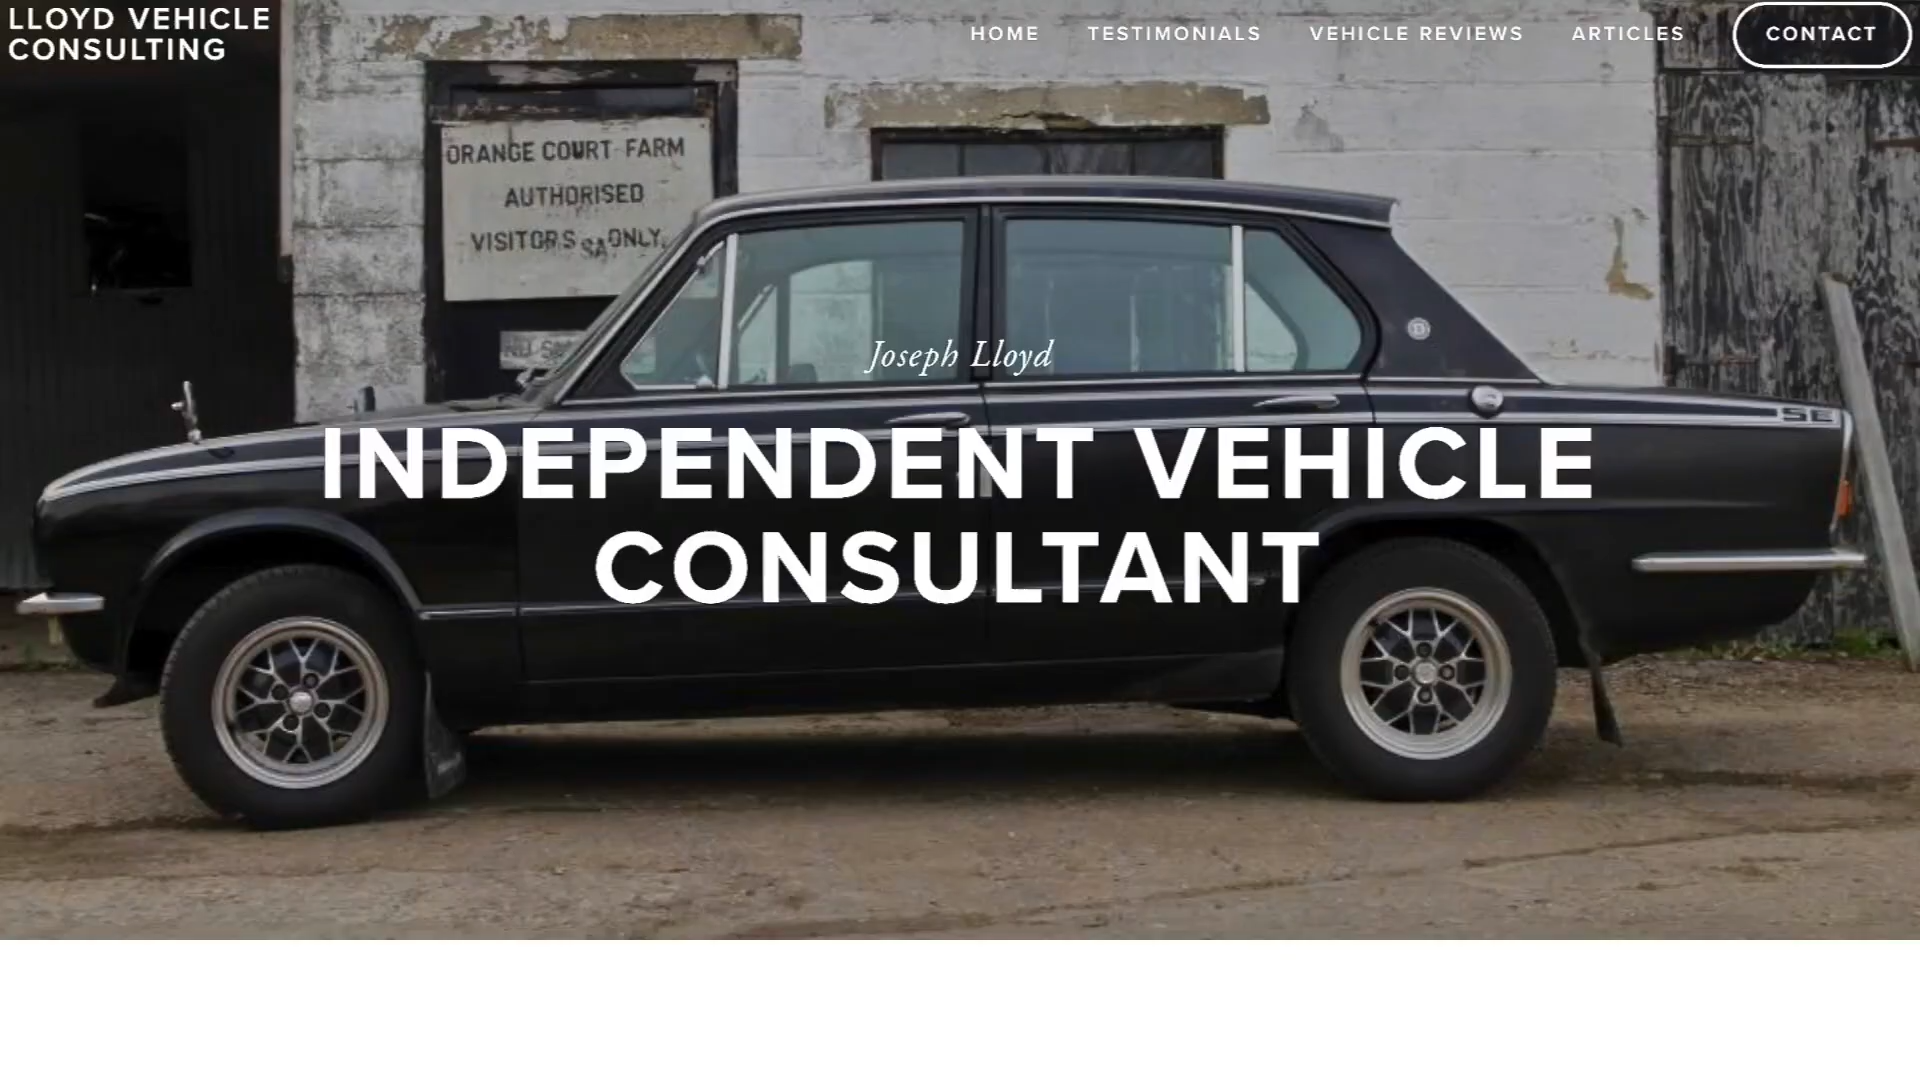 LLOYD VEHICLE
CONSULTING
HOME
TESTIMONIALS
VEHICLE REVIEWS
ARTICLES
CONTACT
ORANGE COURT FARM
AUTHORISED
VISITORS ONLY
Joseph Lloyd
SE
INDEPENDENT VEHICLE
CONSULTANT